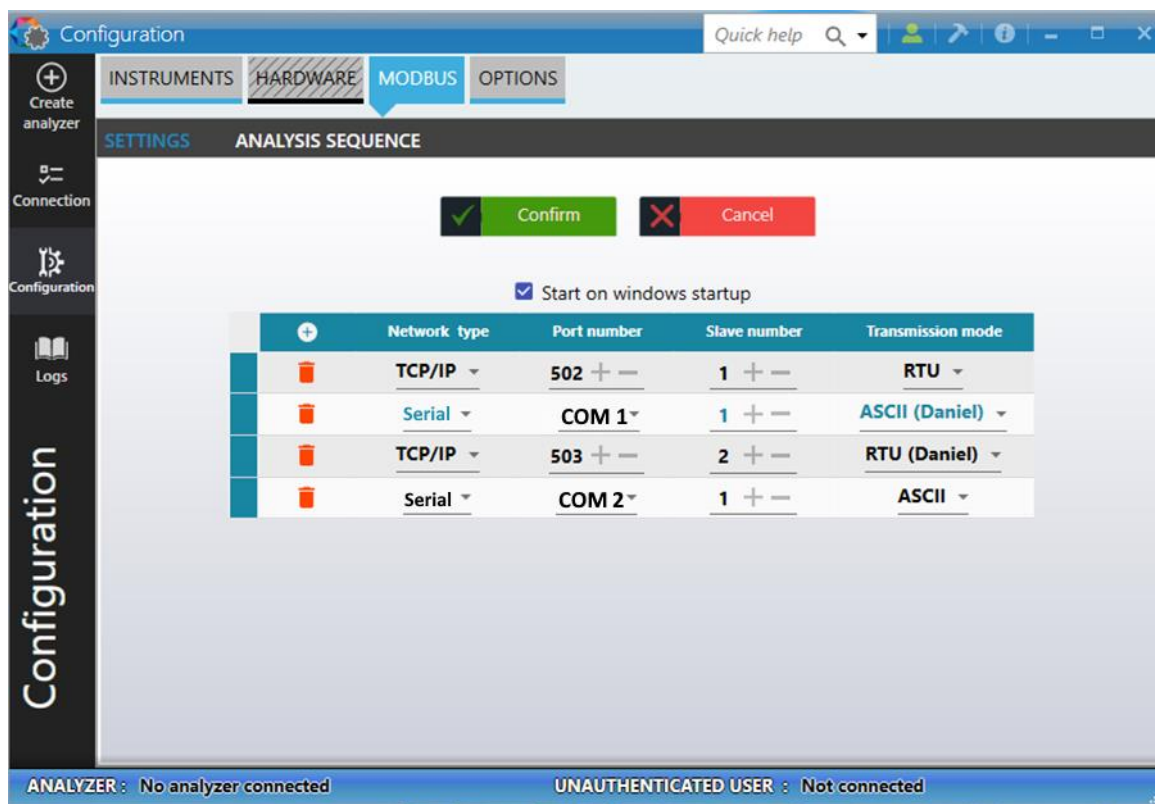 Configuration
Quick help
Create
analyzer
Connection
Configuration
Logs
Configuration
INSTRUMENTS HARDWARE MODBUS OPTIONS
SETTINGS ANALYSIS SEQUENCE
Confirm Cancel
Start on windows startup
Network type Port number Slave number Transmission mode
TCP/IP 502 1 RTU
Serial COM 1 1 ASCII (Daniel)
TCP/IP 503 2 RTU (Daniel)
Serial COM 2 1 ASCII
ANALYZER : No analyzer connected UNAUTHENTICATED USER : Not connected